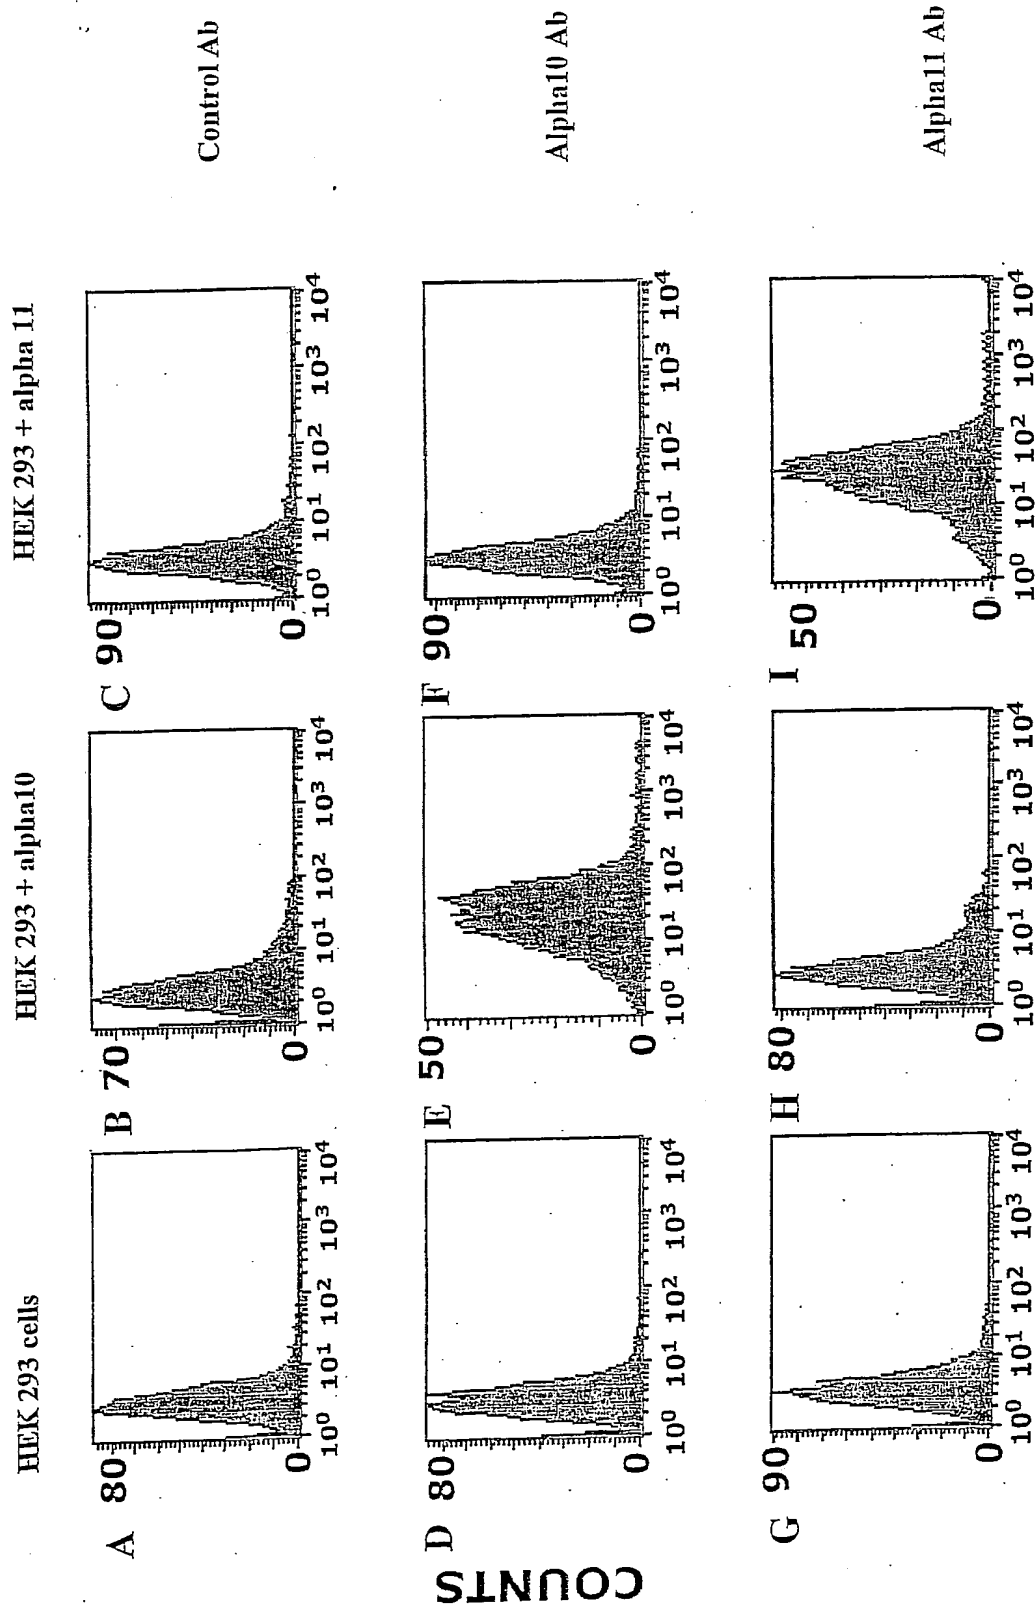 HEK 293 cells
HEK 293 + alpha10
HEK 293 + alpha 11
A
80
0
10⁰ 10¹ 10² 10³ 10⁴
B
70
0
10⁰ 10¹ 10² 10³ 10⁴
C
90
0
10⁰ 10¹ 10² 10³ 10⁴
Control Ab
COUNTS
D
80
0
10⁰ 10¹ 10² 10³ 10⁴
E
50
0
10⁰ 10¹ 10² 10³ 10⁴
F
90
0
10⁰ 10¹ 10² 10³ 10⁴
Alpha10 Ab
G
90
0
10⁰ 10¹ 10² 10³ 10⁴
H
80
0
10⁰ 10¹ 10² 10³ 10⁴
I
50
0
10⁰ 10¹ 10² 10³ 10⁴
Alpha11 Ab